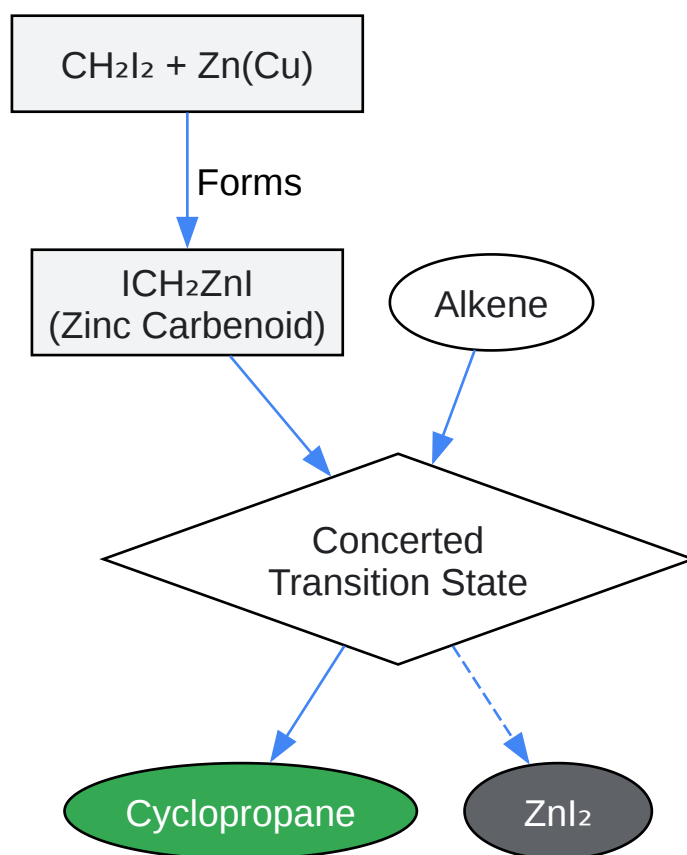 CH₂I₂ + Zn(Cu)
Forms
ICH₂ZnI
(Zinc Carbenoid)
Alkene
Concerted
Transition State
Cyclopropane
ZnI₂